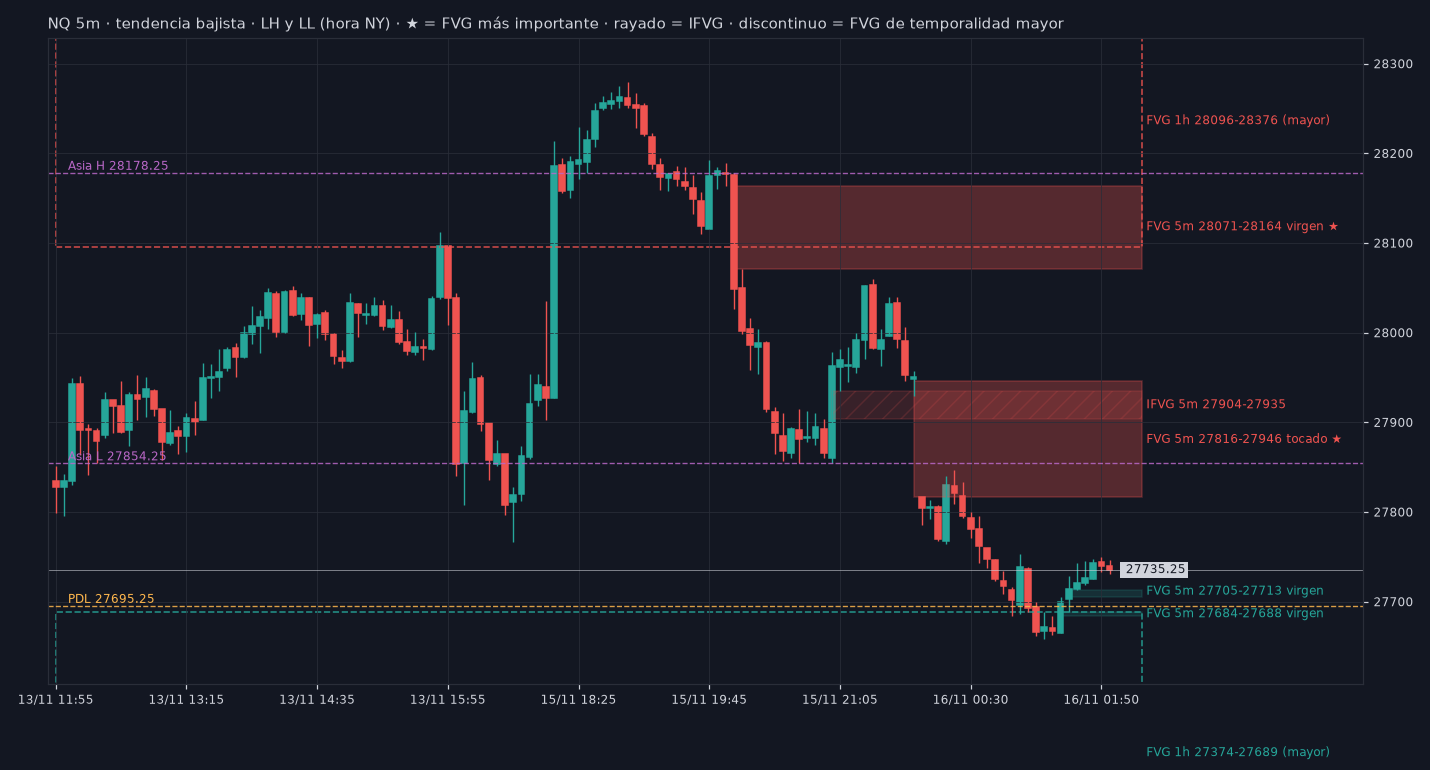 NQ 5m · tendencia bajista · LH y LL (hora NY) · ★ = FVG más importante · rayado = IFVG · discontinuo = FVG de temporalidad mayor
28300
FVG 1h 28096-28376 (mayor)
Asia H 28178.25
28200
FVG 5m 28071-28164 virgen ★
28100
28000
IFVG 5m 27904-27935
27900
FVG 5m 27816-27946 tocado ★
Asia L 27854.25
27800
27735.25
PDL 27695.25
FVG 5m 27705-27713 virgen
27700
FVG 5m 27684-27688 virgen
13/11 11:55
13/11 13:15
13/11 14:35
13/11 15:55
15/11 18:25
15/11 19:45
15/11 21:05
16/11 00:30
16/11 01:50
FVG 1h 27374-27689 (mayor)